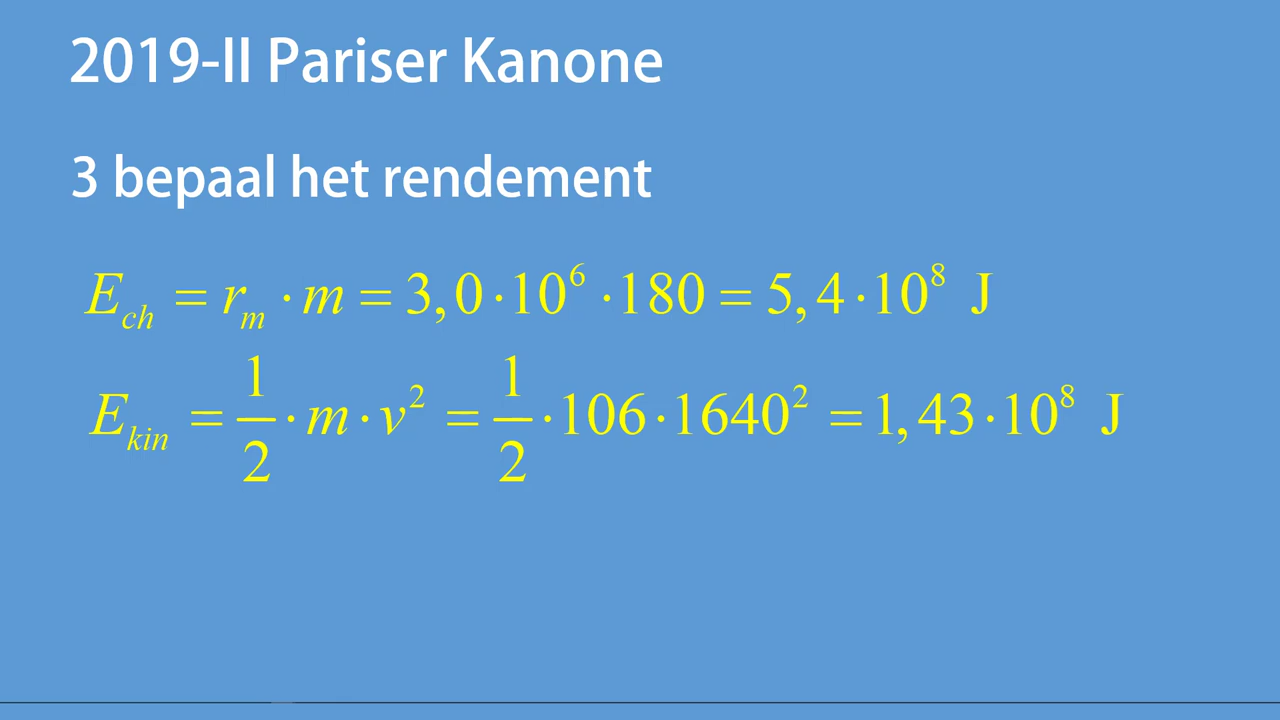 2019-II Pariser Kanone
3 bepaal het rendement
E_ch = r_m · m = 3,0 · 10^6 · 180 = 5,4 · 10^8 J
E_kin = 1/2 · m · v^2 = 1/2 · 106 · 1640^2 = 1,43 · 10^8 J